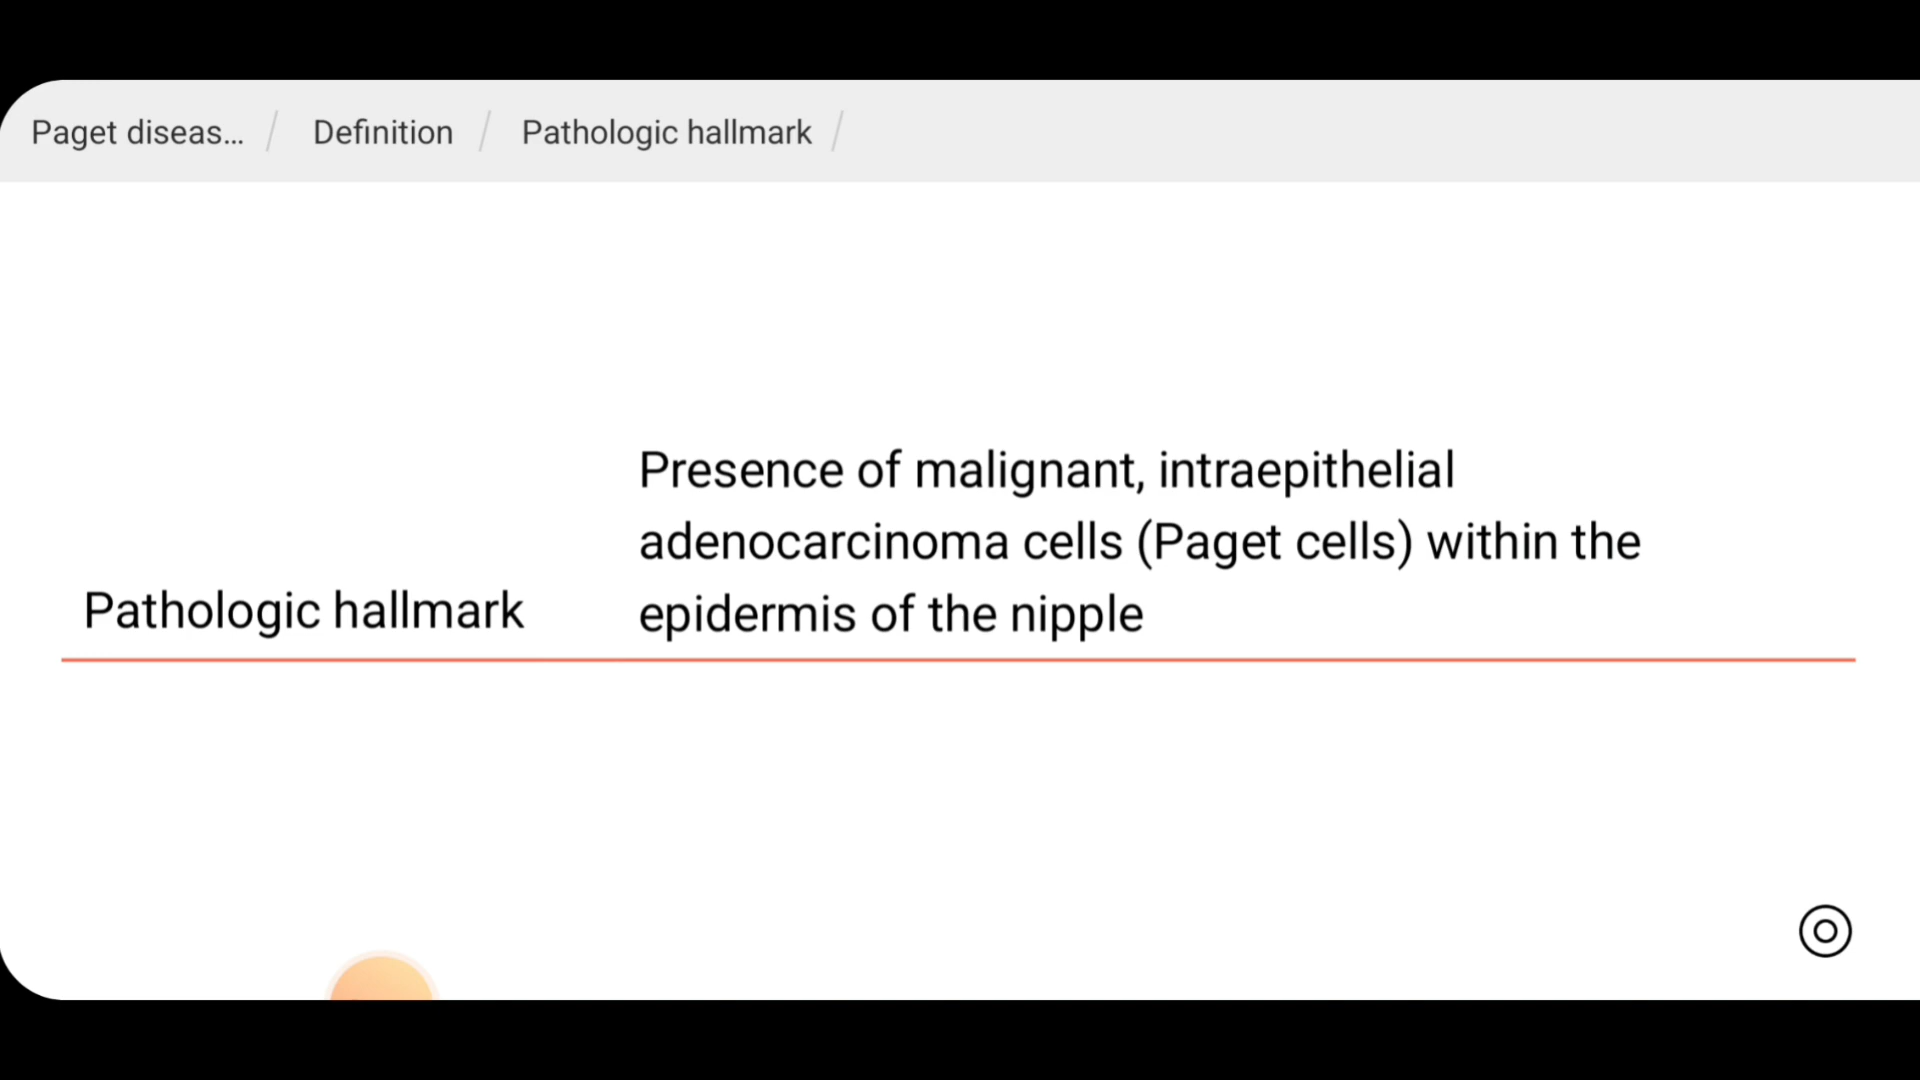 Paget diseas... / Definition / Pathologic hallmark /
Presence of malignant, intraepithelial
adenocarcinoma cells (Paget cells) within the
epidermis of the nipple
Pathologic hallmark